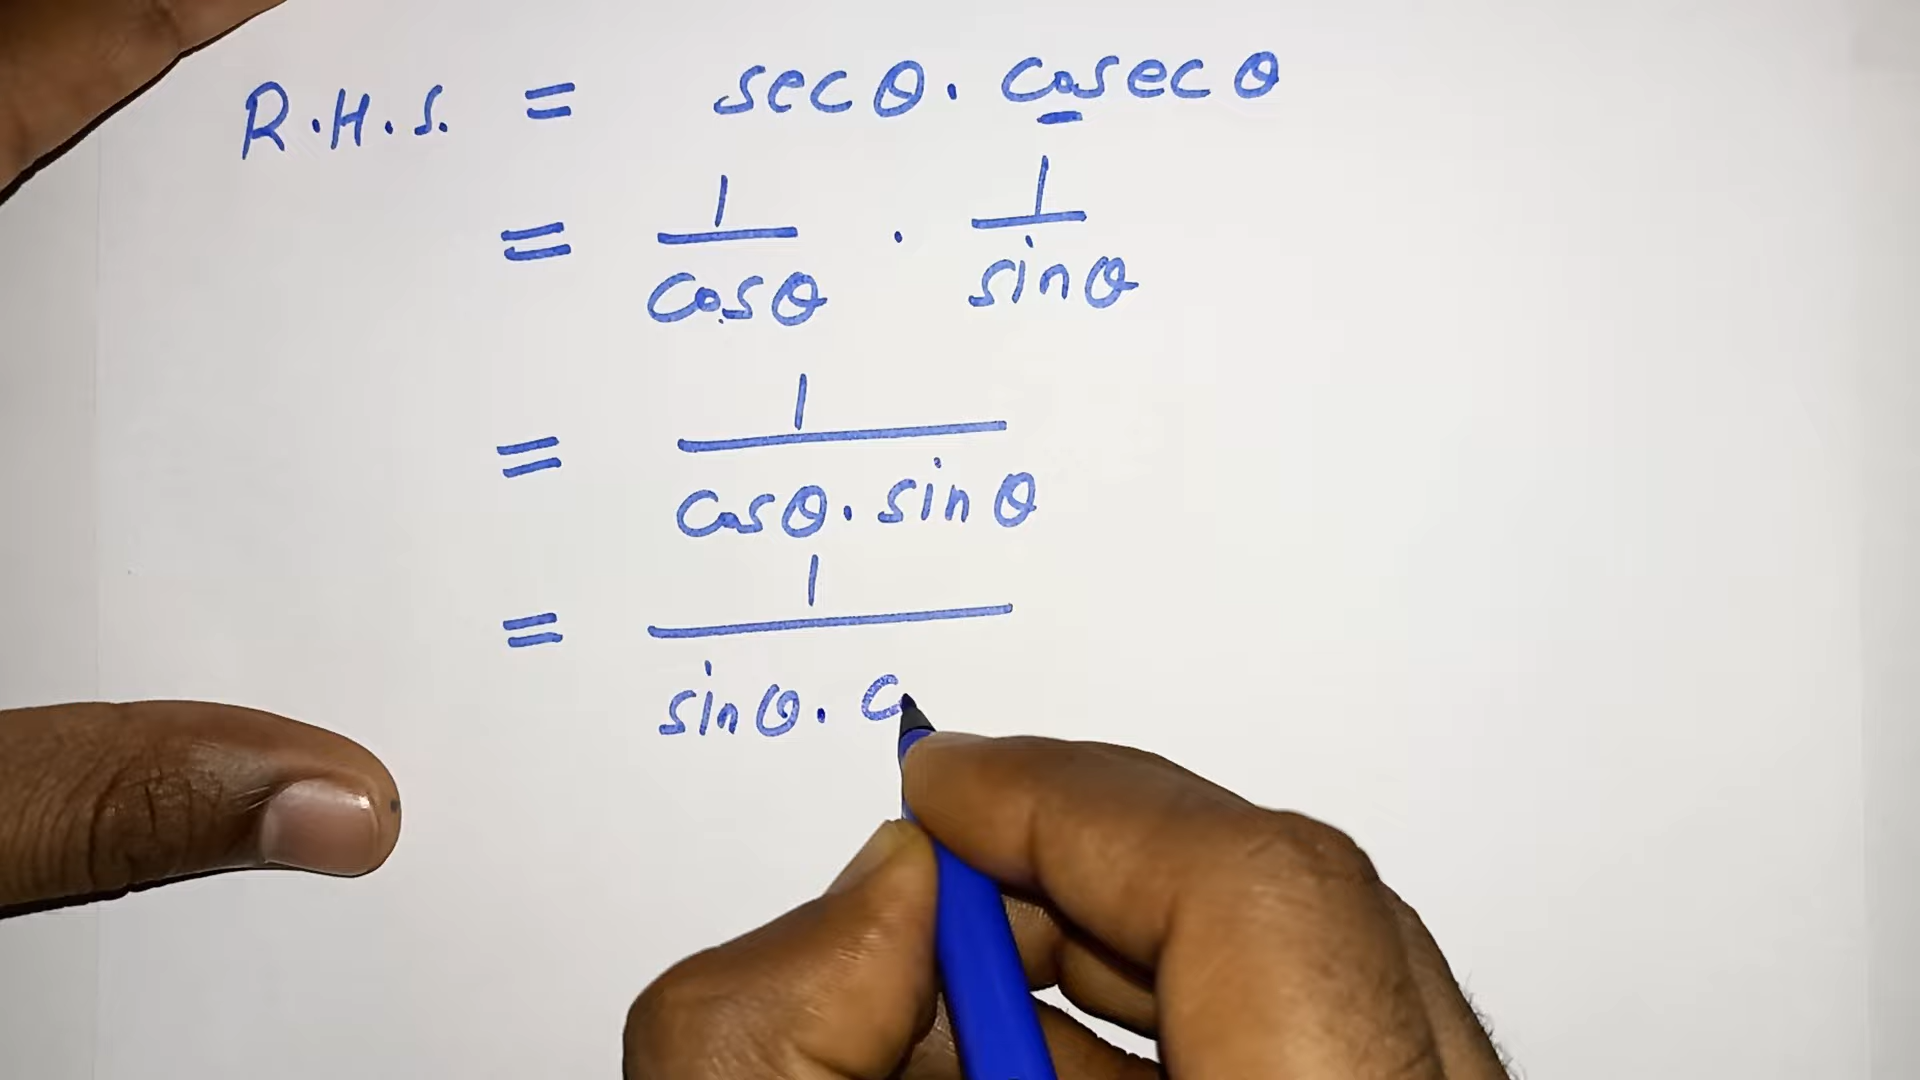 R.H.S. = secθ. cosecθ
= 1/cosθ . 1/sinθ
= 1/cosθ. sinθ
= 1/sinθ. c